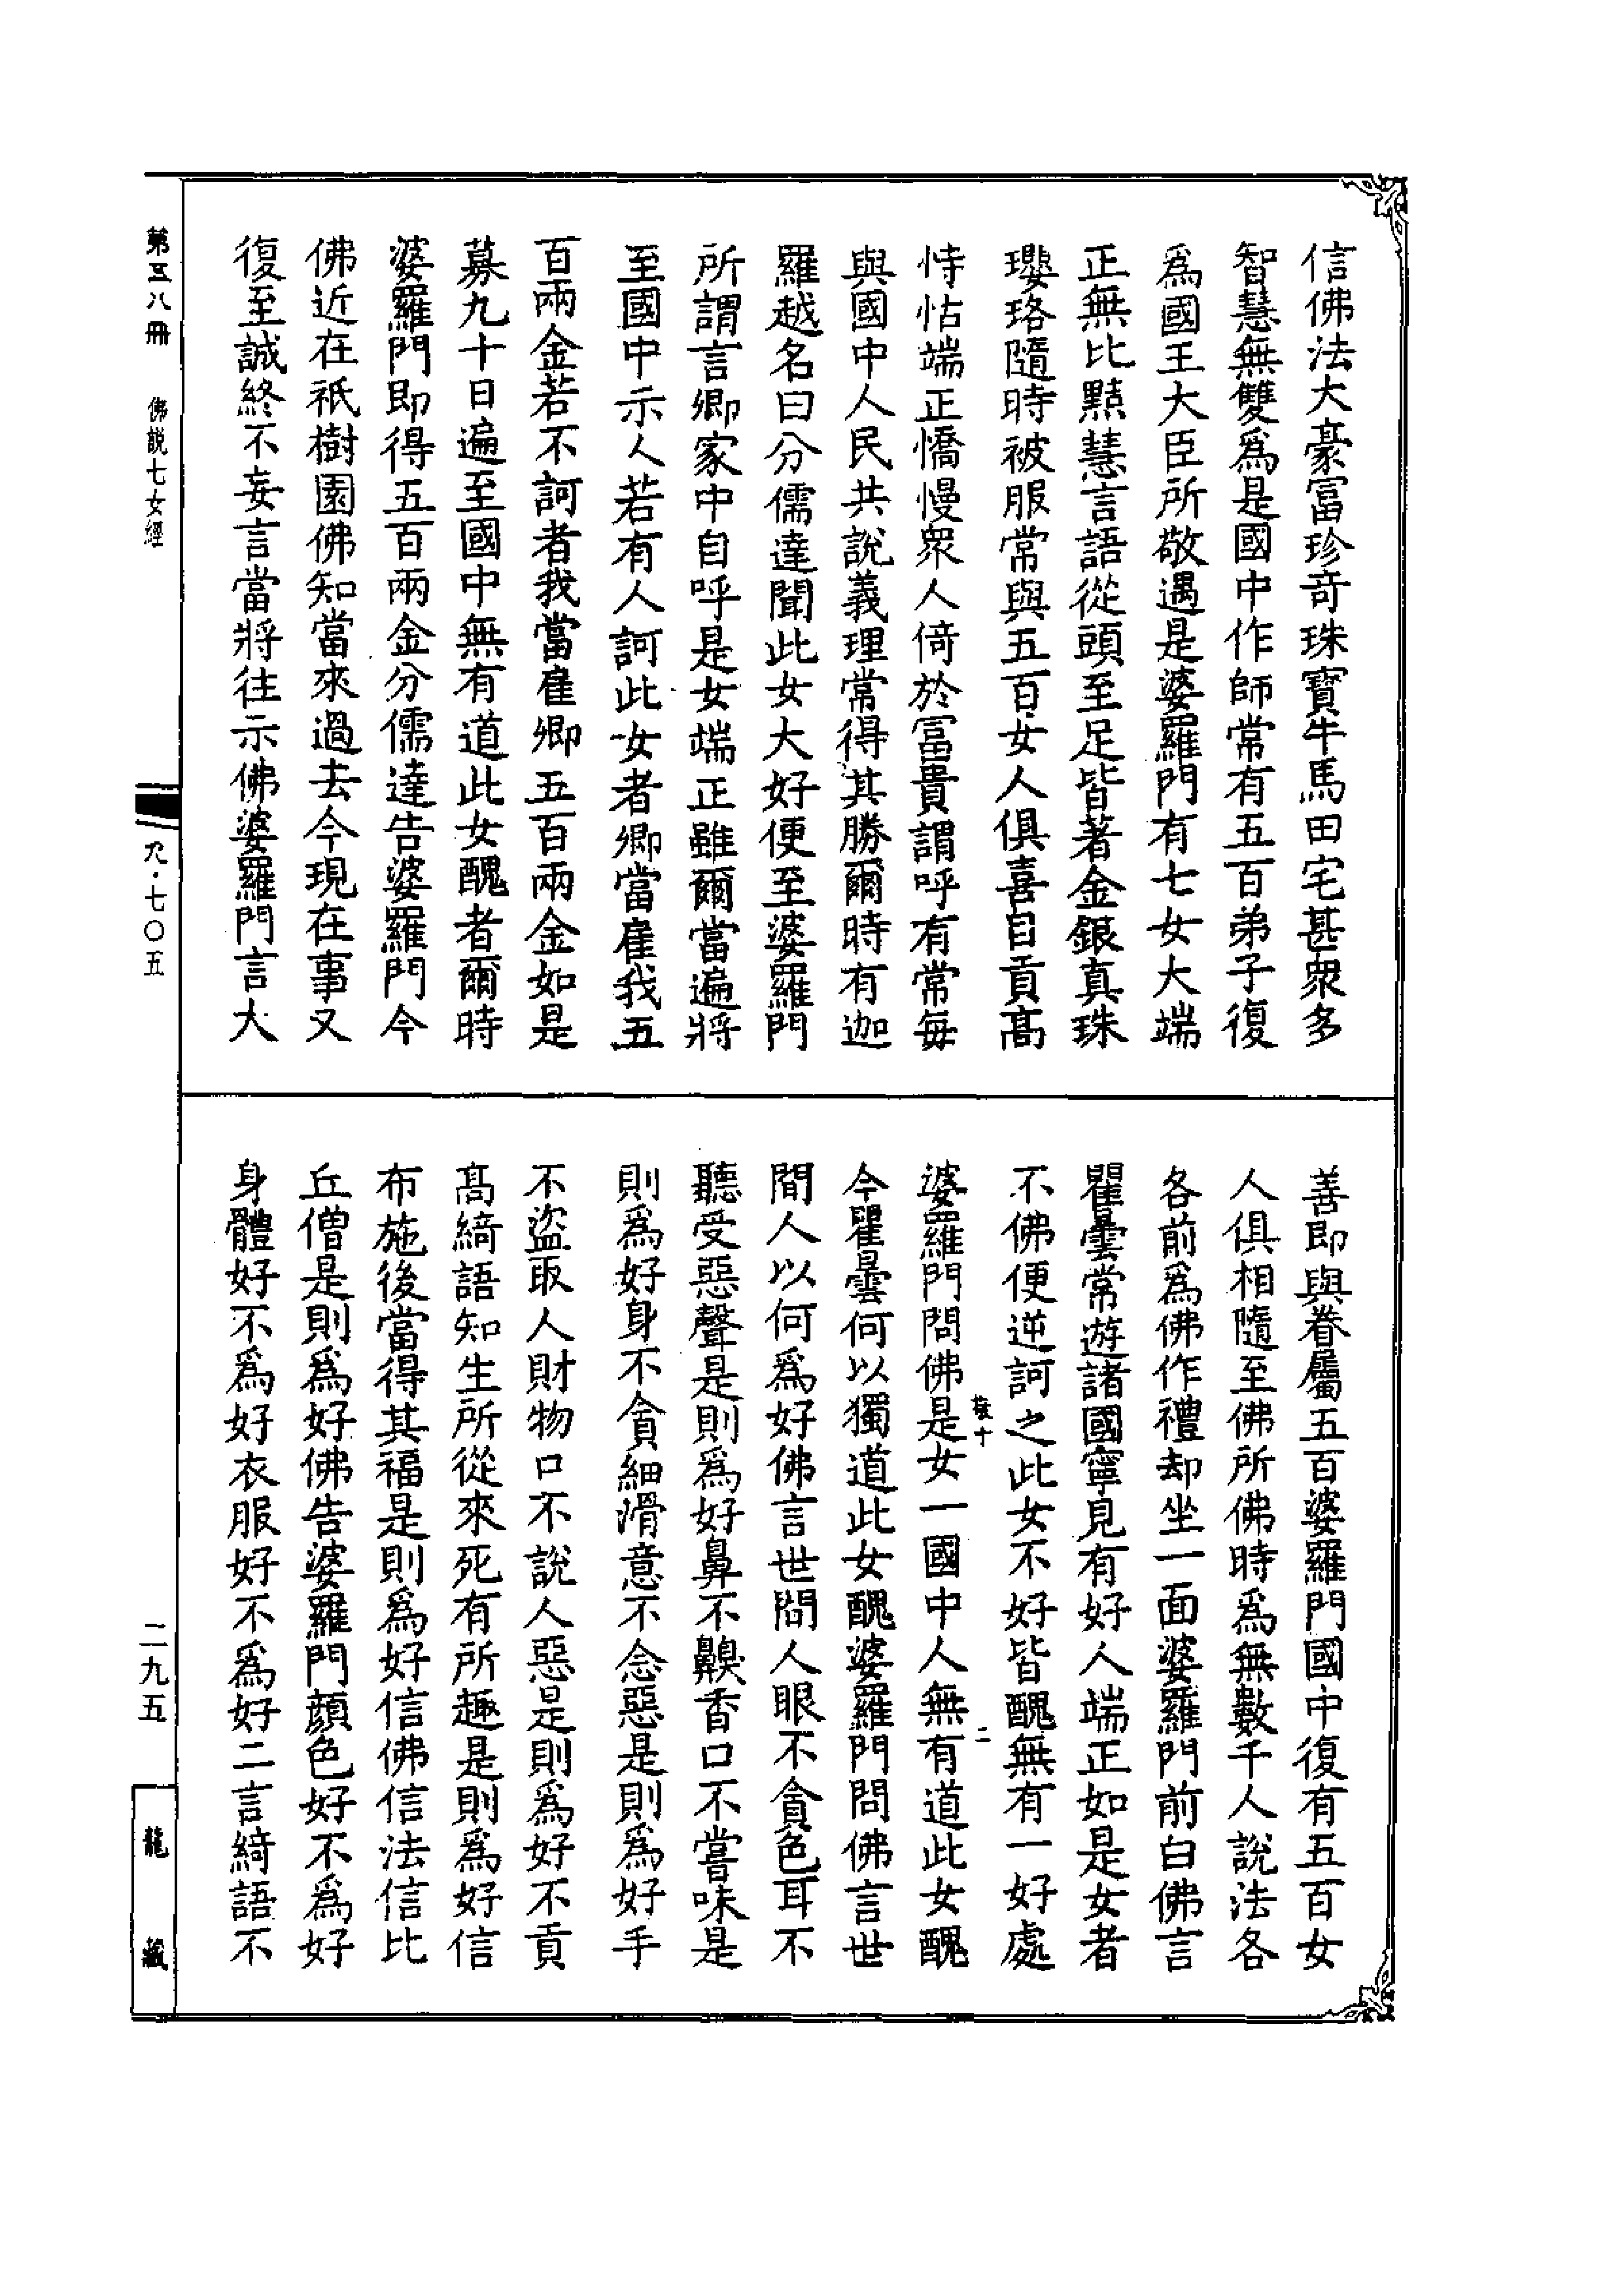 信佛法大豪富珍奇珠寶牛馬田宅甚衆多
智慧無雙爲是國中作師常有五百弟子復
爲國王大臣所敬遇是婆羅門有七女大端
正無比黠慧言語從頭至足皆著金銀真珠
瓔珞隨時被服常與五百女人俱喜自貢高
恃怙端正憍慢衆人倚於富貴謂呼有常每
與國中人民共說義理常得其勝爾時有迦
羅越名曰分儒達聞此女大好便至婆羅門
所謂言卿家中自呼是女端正雖爾當遍將
至國中示人若有人訶此女者卿當雇我五
百兩金若不訶者我當雇卿五百兩金如是
募九十日遍至國中無有道此女醜者爾時
婆羅門即得五百兩金分儒達告婆羅門今
佛近在祇樹園佛知當來過去今現在事又
復至誠終不妄言當將往示佛婆羅門言大
善即與眷屬五百婆羅門國中復有五百女
人俱相隨至佛所佛時爲無數千人說法各
各前爲佛作禮却坐一面婆羅門前白佛言
瞿曇常遊諸國寧見有好人端正如是女者
不佛便逆訶之此女不好皆醜無有一好處
婆羅門問佛是女一國中人無有道此女醜
今瞿曇何以獨道此女醜婆羅門問佛言世
間人以何爲好佛言世間人眼不貪色耳不
聽受惡聲是則爲好鼻不齅香口不嘗味是
則爲好身不貪細滑意不念惡是則爲好手
不盜取人財物口不說人惡是則爲好不貢
高綺語知生所從來死有所趣是則爲好信
布施後當得其福是則爲好信佛信法信比
丘僧是則爲好佛告婆羅門顔色好不爲好
身體好不爲好衣服好不爲好二言綺語不
第五八冊 佛説七女經
七〇五
二九五
龍藏
十 二